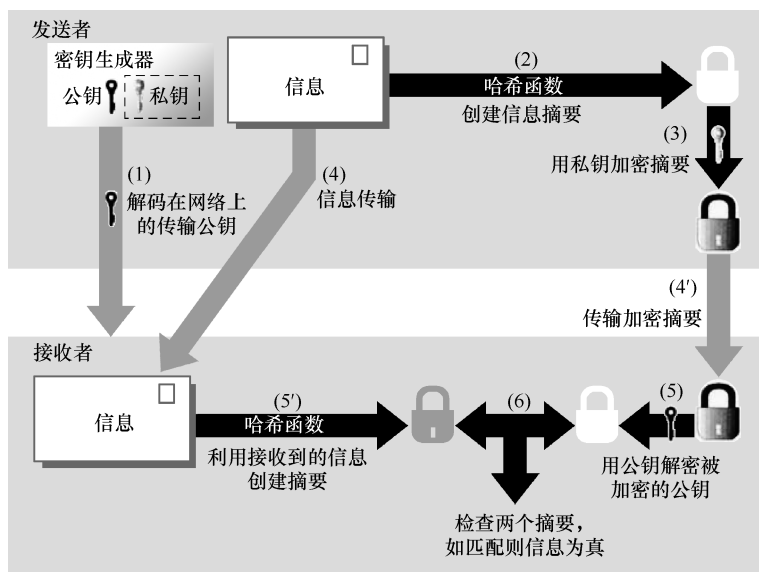 发送者
密钥生成器
公钥
私钥
信息
(2)
哈希函数
创建信息摘要
(3)
用私钥加密摘要
(1)
解码在网络上
的传输公钥
(4)
信息传输
(4′)
传输加密摘要
接收者
信息
(5′)
哈希函数
利用接收到的信息
创建摘要
(6)
(5)
用公钥解密被
加密的公钥
检查两个摘要，
如匹配则信息为真